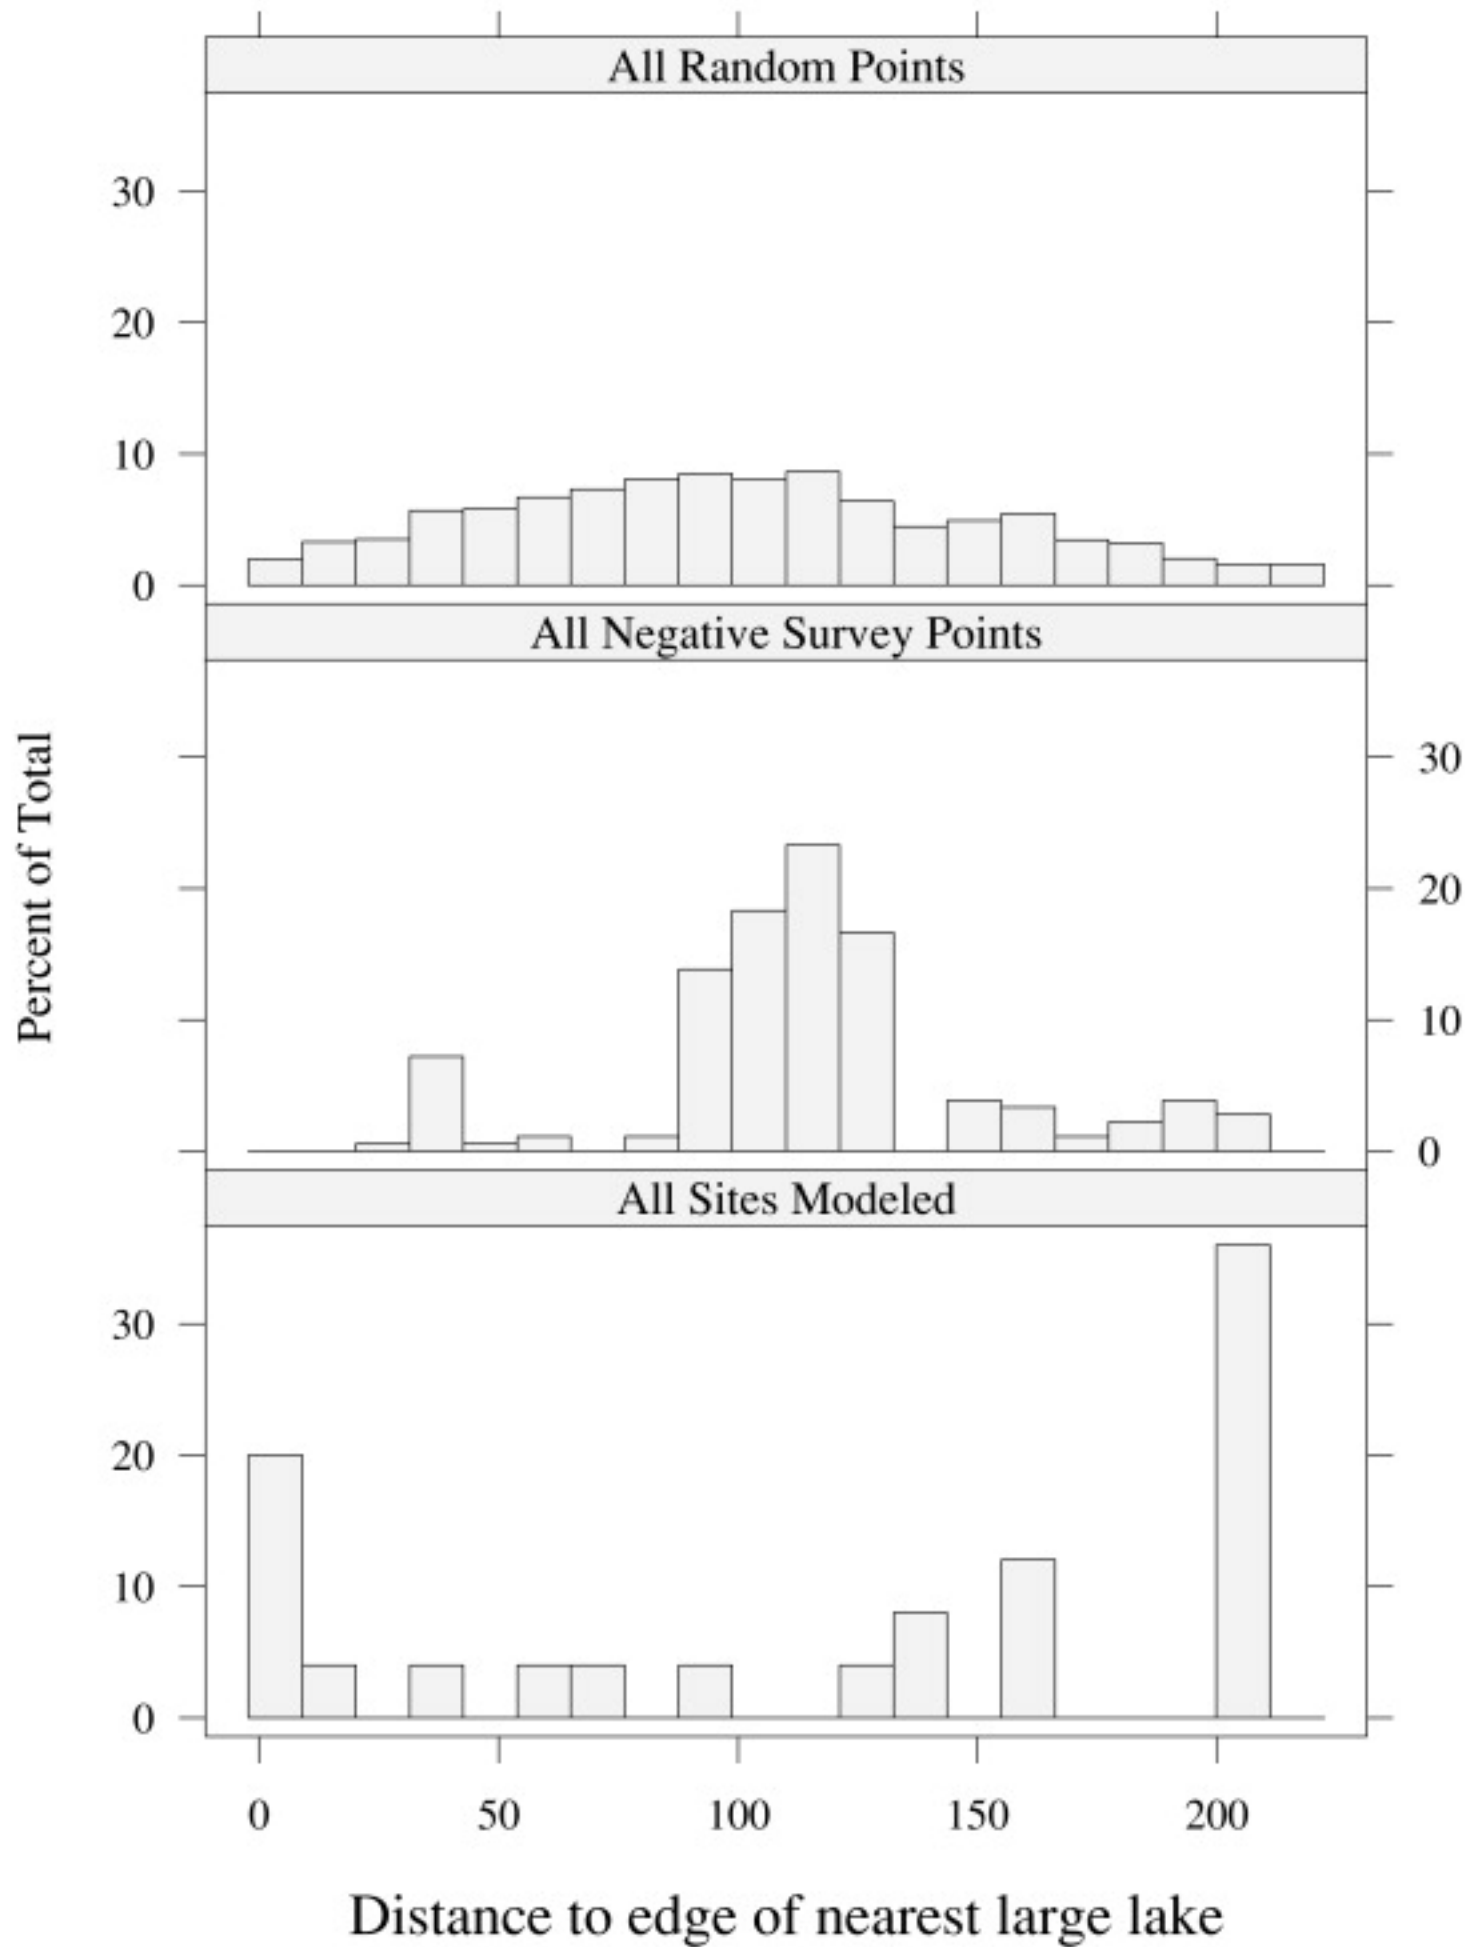 All Random Points
30
20
10
0
All Negative Survey Points
Percent of Total
30
20
10
0
All Sites Modeled
30
20
10
0
0 50 100 150 200
Distance to edge of nearest large lake